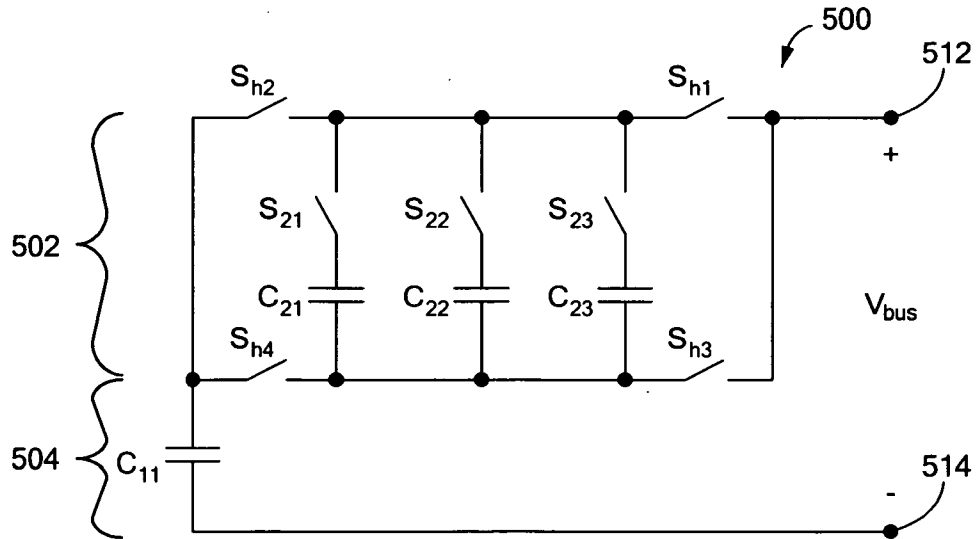 500
512
S_h2
S_h1
+
S_21
S_22
S_23
502
C_21
C_22
C_23
V_bus
S_h4
S_h3
504
C_11
-
514